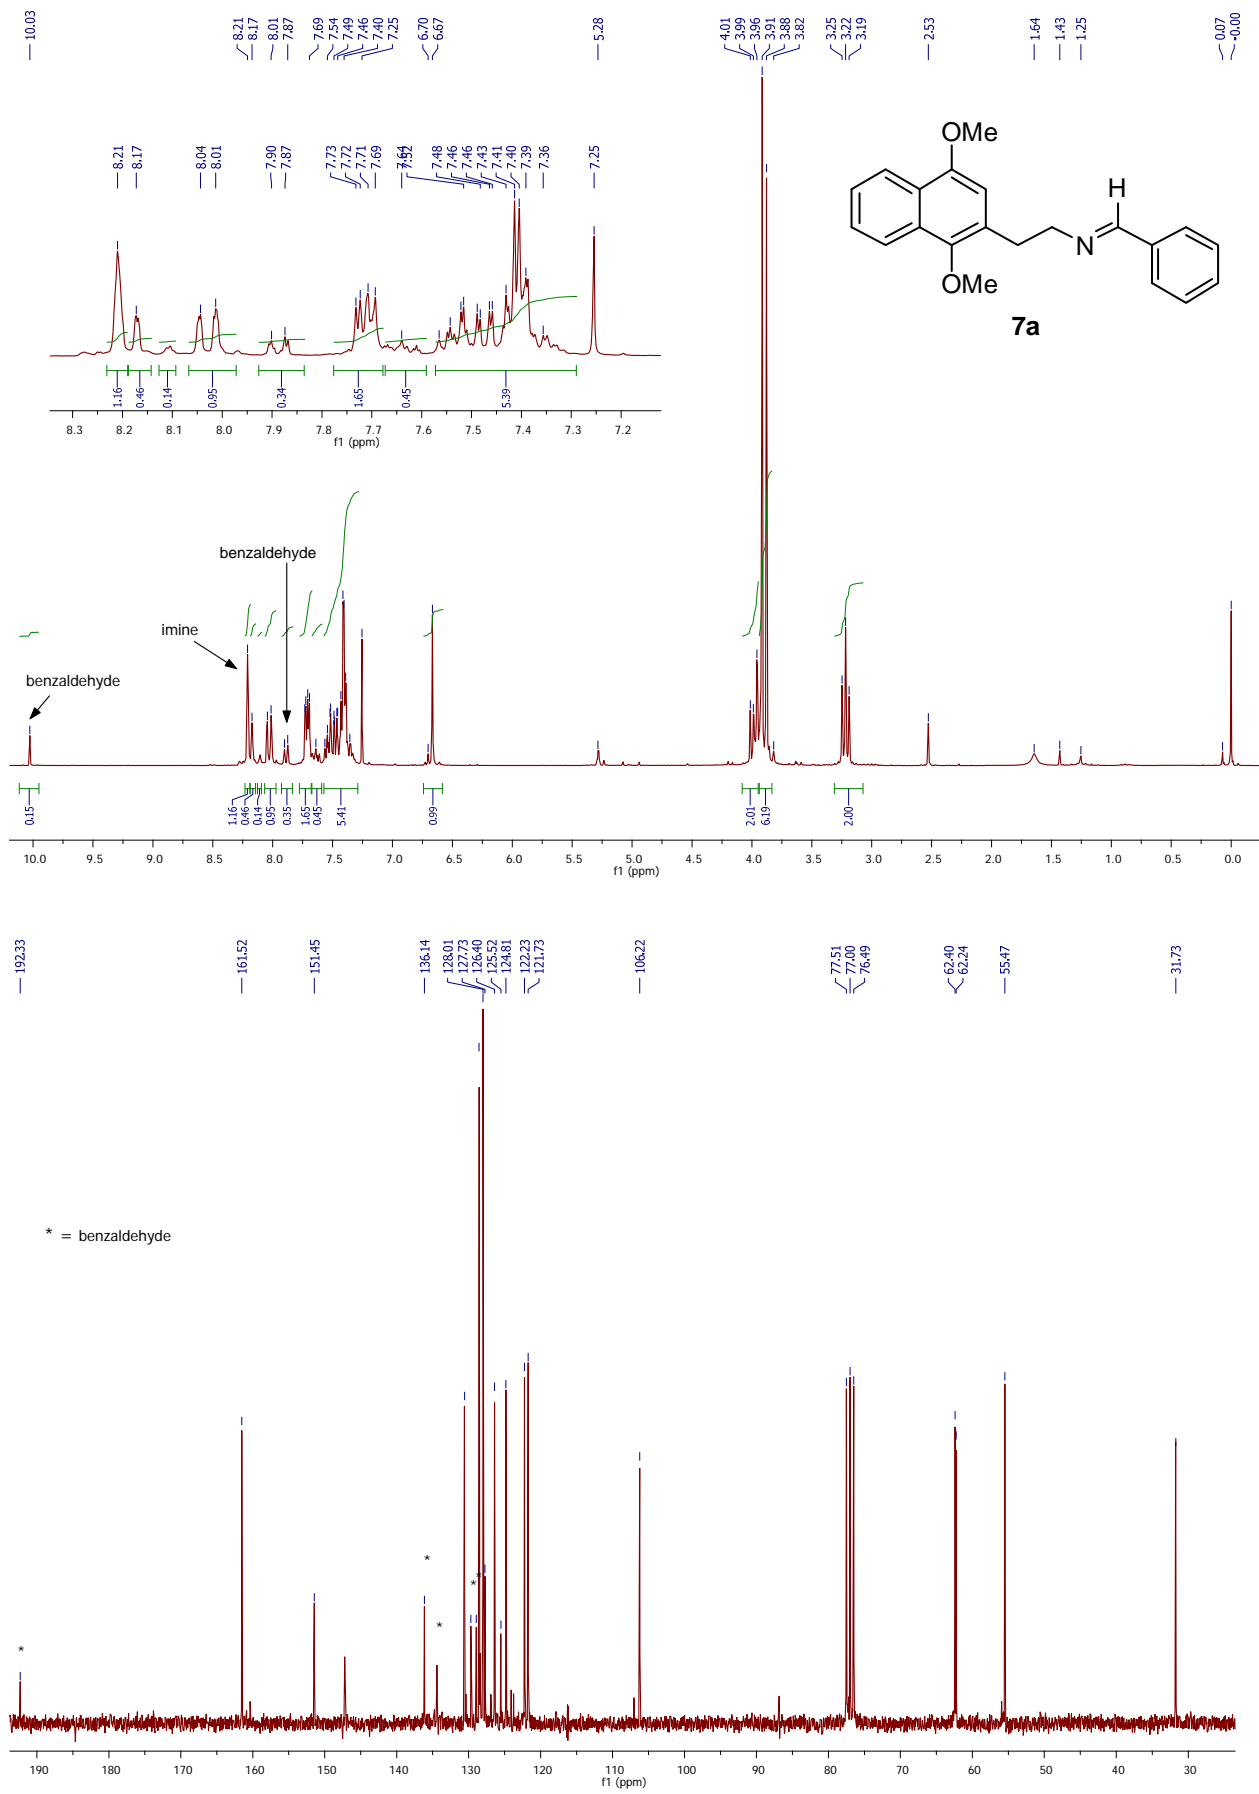 10.03 8.21 8.17 8.01 7.87 7.69 7.54 7.49 7.46 7.40 7.25 6.70 6.67 5.28 4.01 3.99 3.96 3.91 3.88 3.82 3.25 3.22 3.19 2.53 1.64 1.43 1.25 0.07 -0.00
8.21 8.17 8.04 8.01 7.90 7.87 7.73 7.72 7.71 7.69 7.64 7.52 7.48 7.46 7.46 7.43 7.41 7.40 7.39 7.36 7.25
OMe
H
N
OMe
7a
1.16 0.46 0.14 0.95 0.34 1.65 0.45 5.39
8.3 8.2 8.1 8.0 7.9 7.8 7.7 7.6 7.5 7.4 7.3 7.2
f1 (ppm)
benzaldehyde
imine
benzaldehyde
0.15 1.16 0.46 0.14 0.95 0.35 1.65 0.45 5.41 0.99 2.01 6.19 2.00
10.0 9.5 9.0 8.5 8.0 7.5 7.0 6.5 6.0 5.5 5.0 4.5 4.0 3.5 3.0 2.5 2.0 1.5 1.0 0.5 0.0
f1 (ppm)
192.33 161.52 151.45 136.14 128.01 127.73 126.40 125.52 124.81 122.23 121.73 106.22 77.51 77.00 76.49 62.40 62.24 55.47 31.73
* = benzaldehyde
*
*
* *
*
190 180 170 160 150 140 130 120 110 100 90 80 70 60 50 40 30
f1 (ppm)